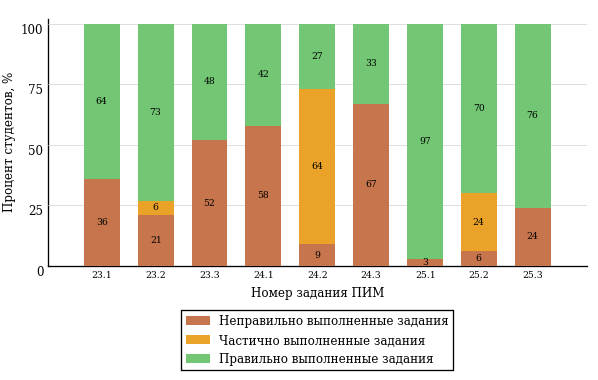 Процент студентов, %
100
75
50
25
0
64 73 48 42 27 33 97 70 76
6 64 24
36 21 52 58 9 67 3 6 24
23.1 23.2 23.3 24.1 24.2 24.3 25.1 25.2 25.3
Номер задания ПИМ
Неправильно выполненные задания
Частично выполненные задания
Правильно выполненные задания